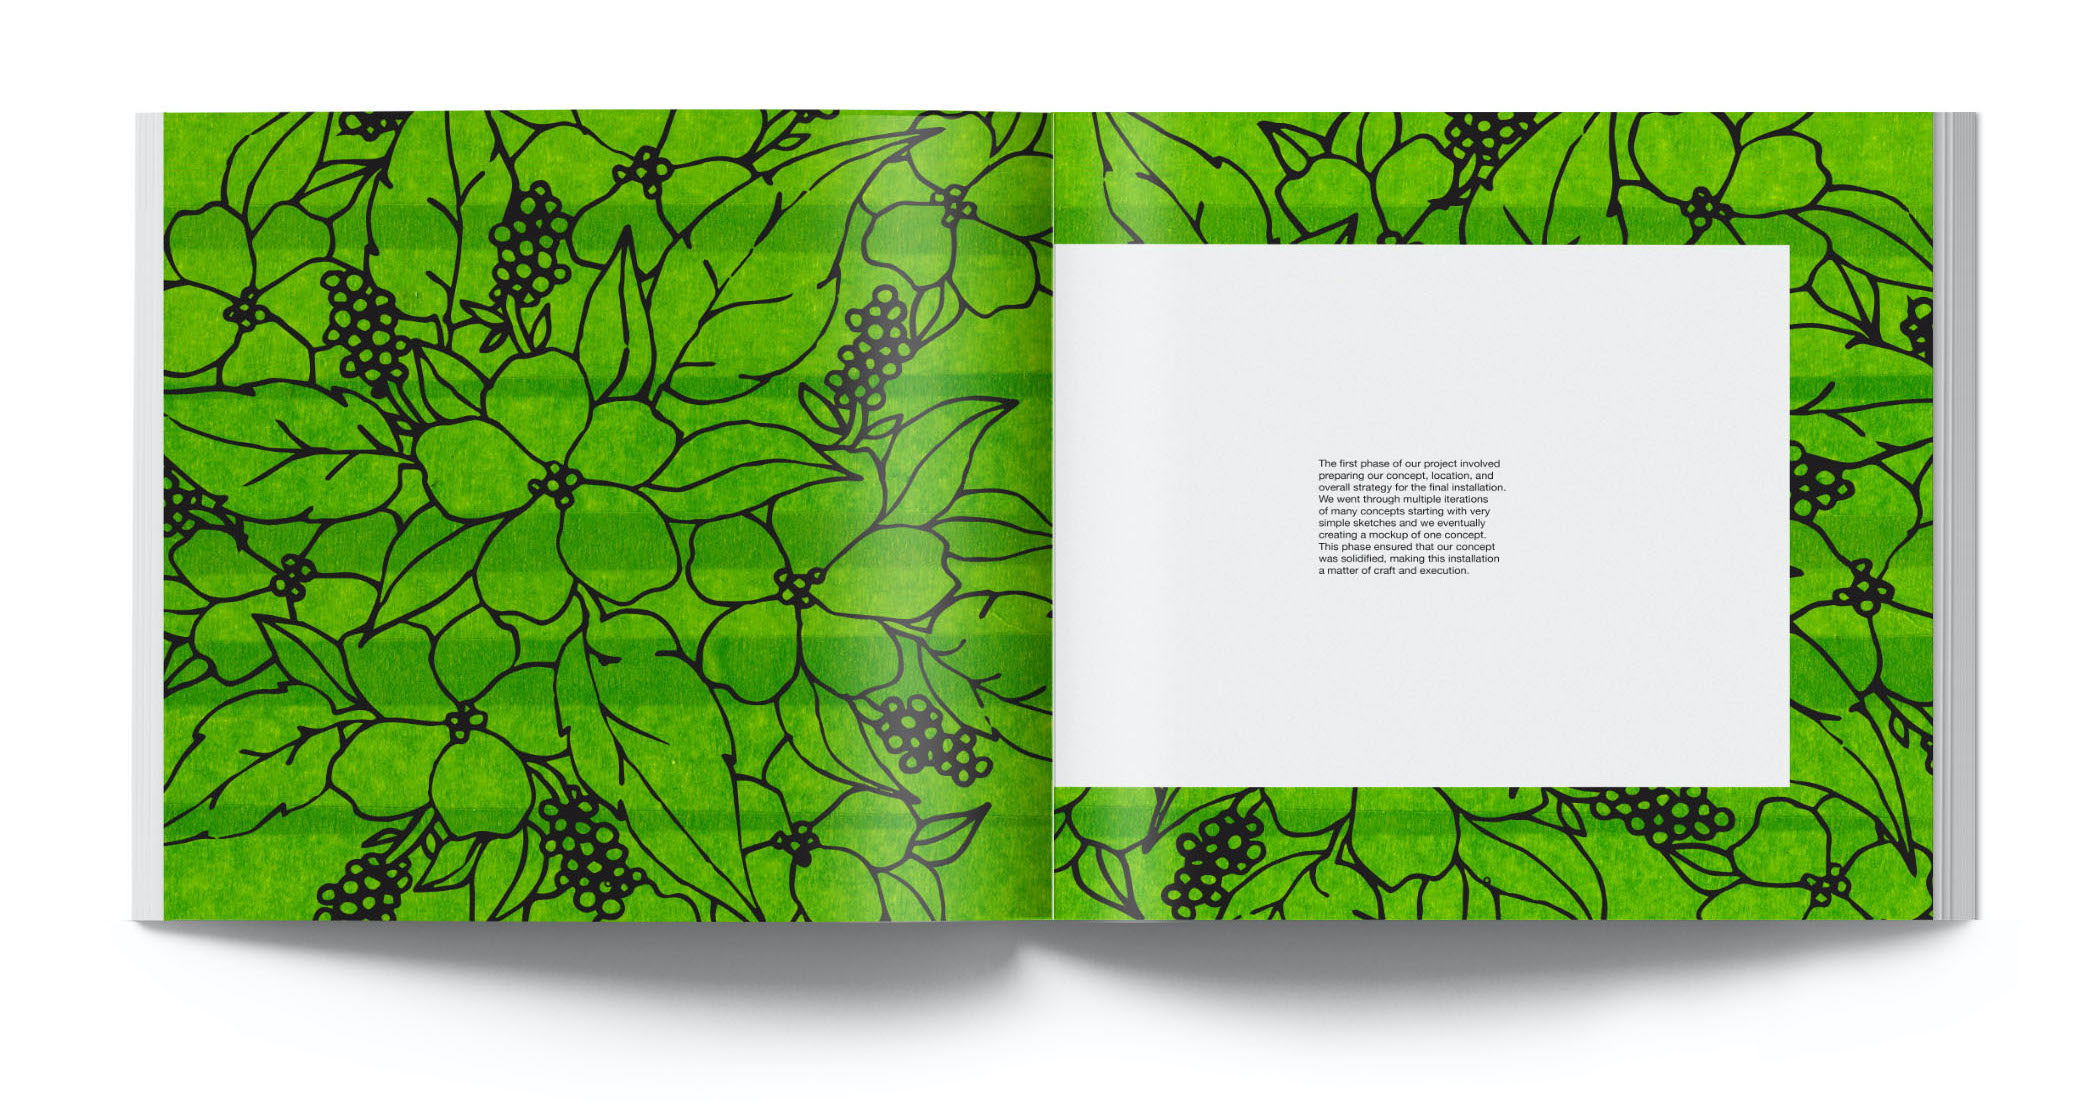 The first phase of our project involved
preparing our concept, location, and
overall strategy for the final installation.
We went through multiple iterations
of many concepts starting with very
simple sketches and we eventually
creating a mockup of one concept.
This phase ensured that our concept
was solidified, making this installation
a matter of craft and execution.